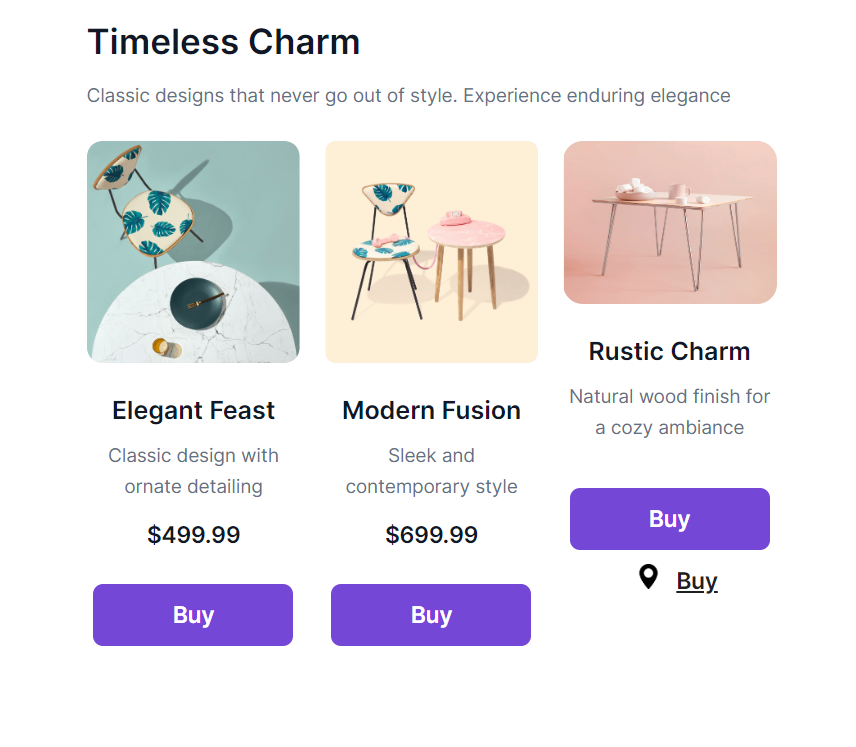 Timeless Charm
Classic designs that never go out of style. Experience enduring elegance
Elegant Feast
Classic design with
ornate detailing
$499.99
Buy
Modern Fusion
Sleek and
contemporary style
$699.99
Buy
Rustic Charm
Natural wood finish for
a cozy ambiance
Buy
Buy